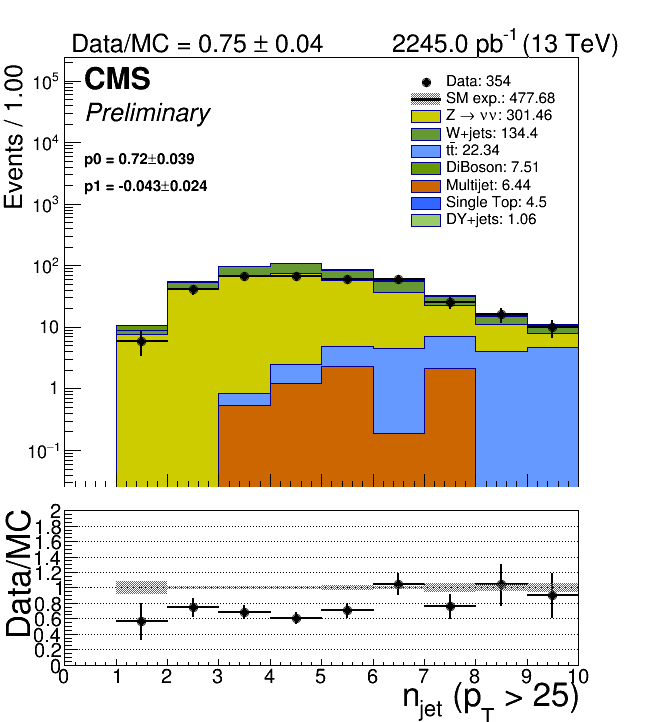 Data/MC = 0.75 ± 0.04 2245.0 pb⁻¹ (13 TeV)
CMS
Preliminary
p0 = 0.72±0.039
p1 = -0.043±0.024
Data: 354
SM exp.: 477.68
Z → νν: 301.46
W+jets: 134.4
tt̄: 22.34
DiBoson: 7.51
Multijet: 6.44
Single Top: 4.5
DY+jets: 1.06
Events / 1.00
10⁵
10⁴
10³
10²
10
1
10⁻¹
Data/MC
2
1.8
1.6
1.4
1.2
1
0.8
0.6
0.4
0.2
0
0 1 2 3 4 5 6 7 8 9 10
n_jet (p_T > 25)